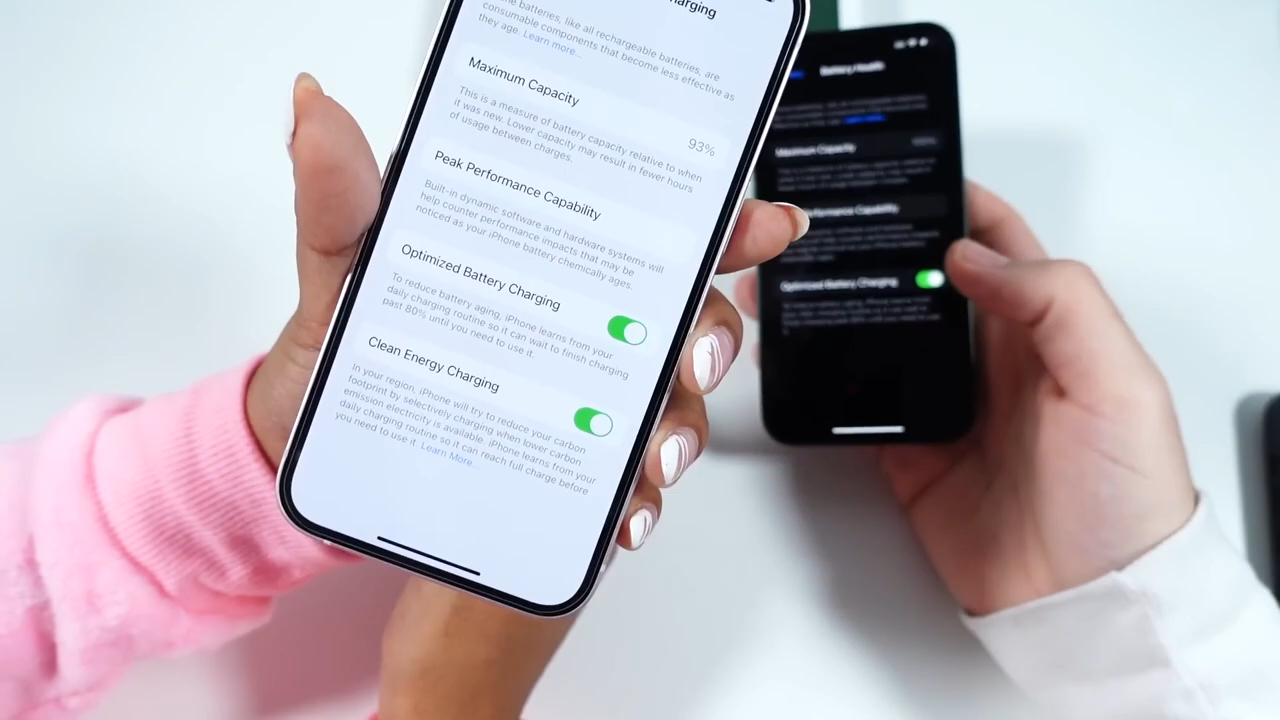 harging
the batteries, like all rechargeable batteries, are
consumable components that become less effective as
they age. Learn more...
Maximum Capacity
93%
This is a measure of battery capacity relative to when
it was new. Lower capacity may result in fewer hours
of usage between charges.
Peak Performance Capability
Built-in dynamic software and hardware systems will
help counter performance impacts that may be
noticed as your iPhone battery chemically ages.
Optimized Battery Charging
To reduce battery aging, iPhone learns from your
daily charging routine so it can wait to finish charging
past 80% until you need to use it.
Clean Energy Charging
In your region, iPhone will try to reduce your carbon
footprint by selectively charging when lower carbon
emission electricity is available. iPhone learns from your
daily charging routine so it can reach full charge before
you need to use it. Learn More...
Battery Health
Maximum Capacity
Performance Capability
Optimized Battery Charging